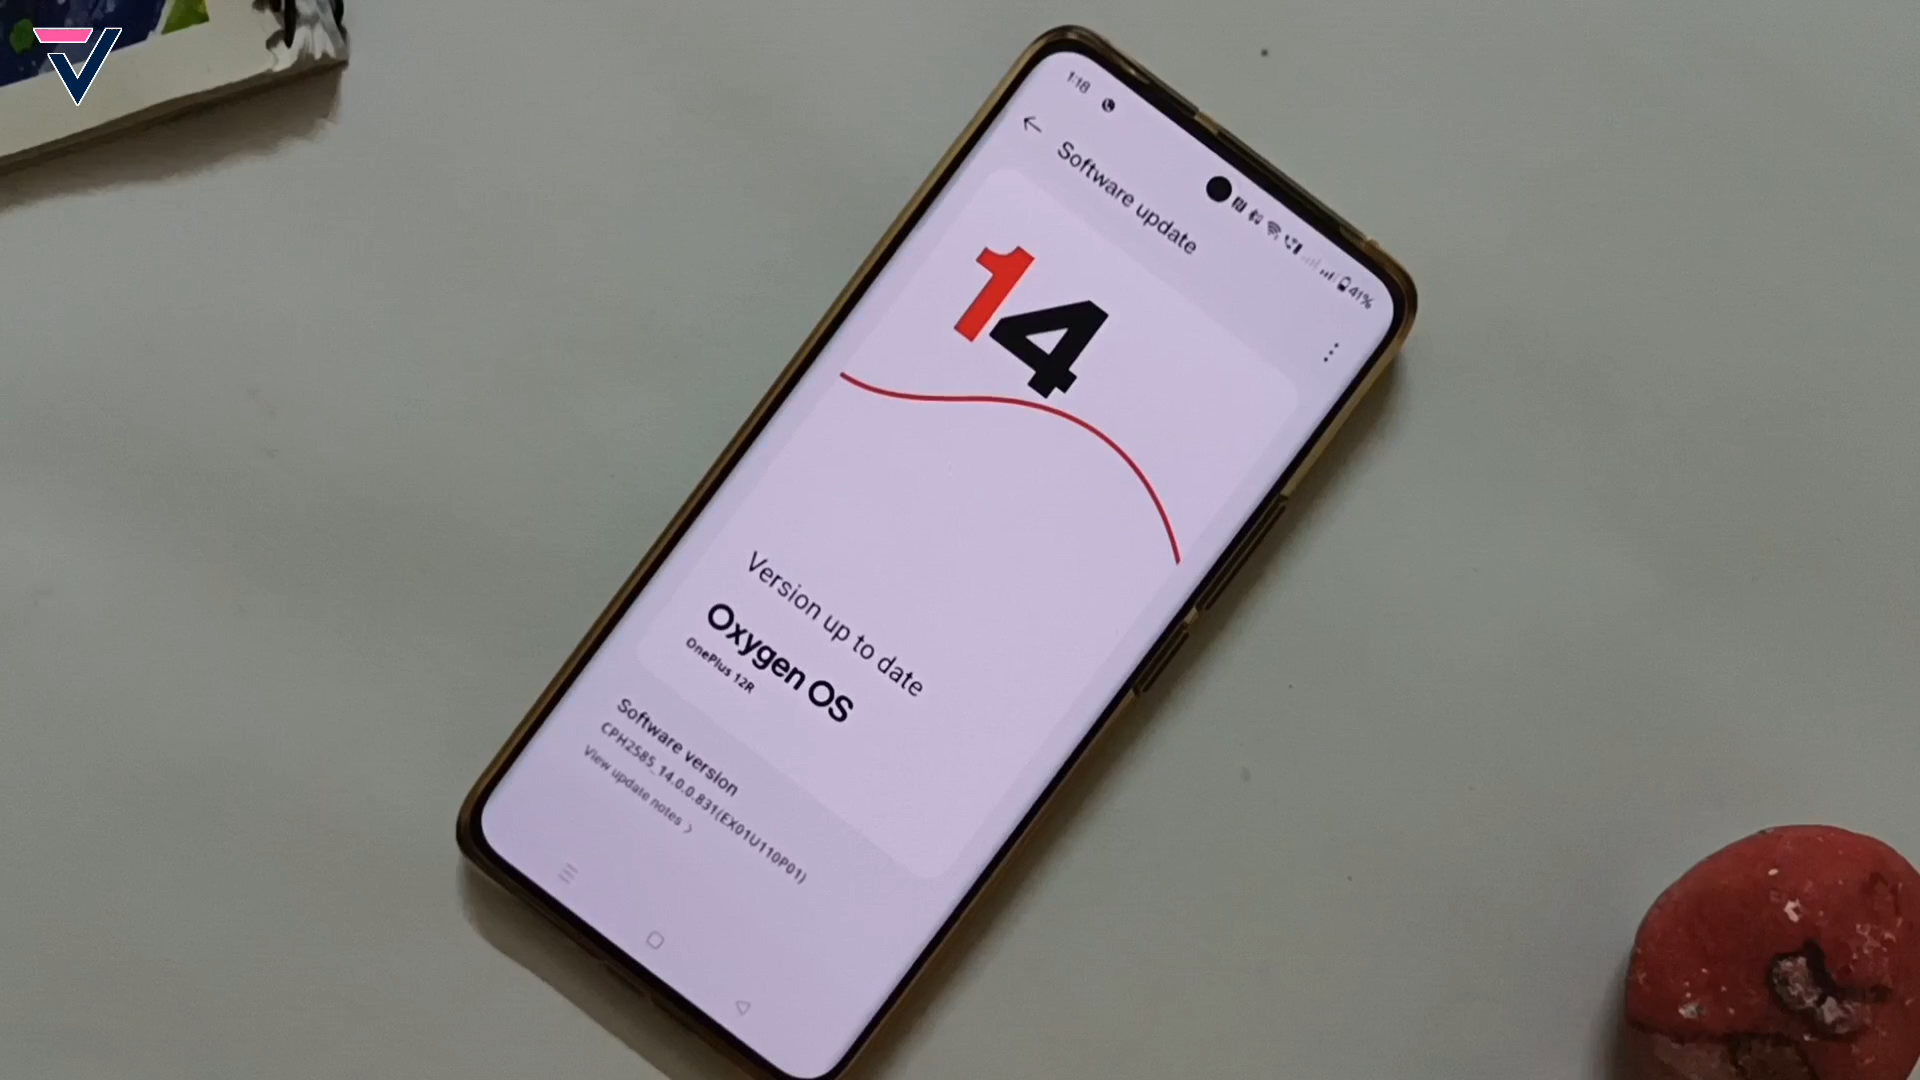 1:18
41%
Software update
14
Version up to date
Oxygen OS
OnePlus 12R
Software version
CPH2585_14.0.0.831(EX01U110P01)
View update notes >